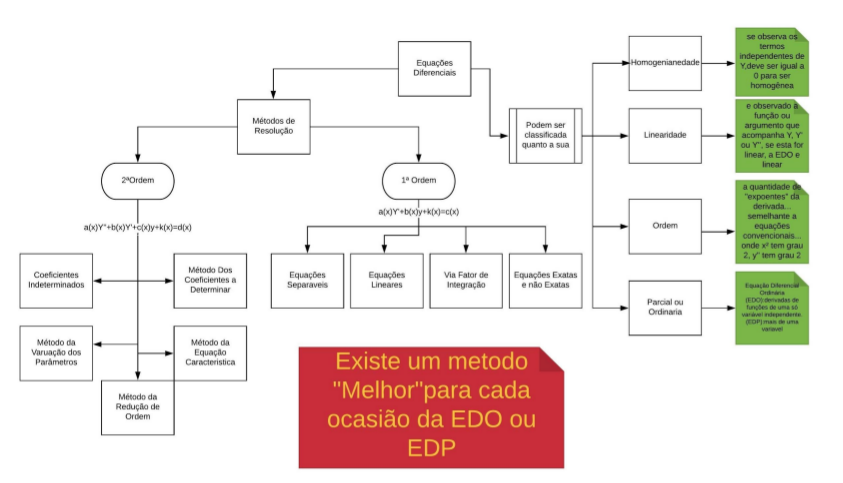 Equações
Diferenciais
Métodos de
Resolução
Podem ser
classificada
quanto a sua
Homogenianedade
se observa os
termos
independentes de
Y,deve ser igual a
0 para ser
homogênea
Linearidade
e observado a
função ou
argumento que
acompanha Y, Y'
ou Y'', se esta for
linear, a EDO e
linear
Ordem
a quantidade de
"expoentes" da
derivada...
semelhante a
equações
convencionais...
onde x² tem grau
2, y'' tem grau 2
Parcial ou
Ordinaria
Equação Diferencial
Ordinária
(EDO):derivadas de
funções de uma só
variável independente.
(EDP):mais de uma
variavel
2ªOrdem
a(x)Y''+b(x)Y'+c(x)y+k(x)=d(x)
Coeficientes
Indeterminados
Método Dos
Coeficientes a
Determinar
Método da
Varuação dos
Parâmetros
Método da
Equação
Caracteristica
Método da
Redução de
Ordem
1ª Ordem
a(x)Y'+b(x)y+k(x)=c(x)
Equações
Separaveis
Equações
Lineares
Via Fator de
Integração
Equações Exatas
e não Exatas
Existe um metodo
"Melhor"para cada
ocasião da EDO ou
EDP